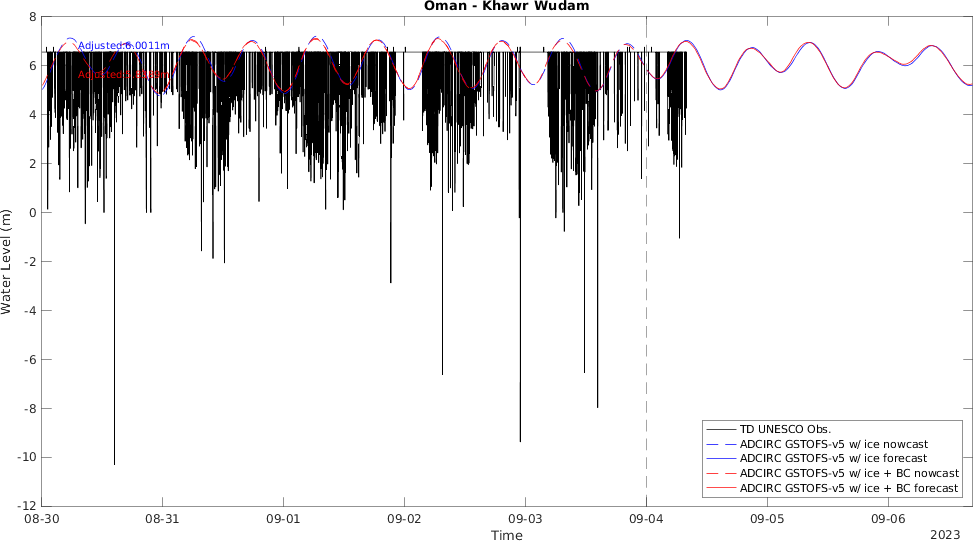 Oman - Khawr Wudam
Adjusted:6.0011m
Water Level (m)
8
6
4
2
0
-2
-4
-6
-8
-10
-12
08-30
08-31
09-01
09-02
09-03
09-04
09-05
09-06
Time
2023
TD UNESCO Obs.
ADCIRC GSTOFS-v5 w/ ice nowcast
ADCIRC GSTOFS-v5 w/ ice forecast
ADCIRC GSTOFS-v5 w/ ice + BC nowcast
ADCIRC GSTOFS-v5 w/ ice + BC forecast